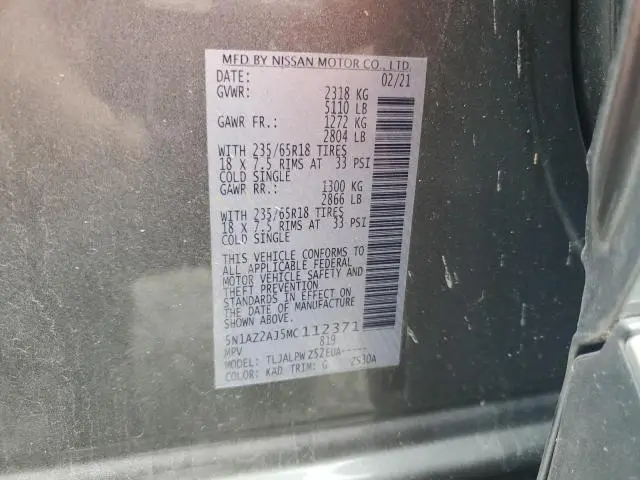 MFD BY NISSAN MOTOR CO., LTD.
DATE: 02/21
GVWR: 2318 KG
5110 LB
GAWR FR.: 1272 KG
2804 LB
WITH 235/65R18 TIRES
18 X 7.5 RIMS AT 33 PSI
COLD SINGLE
GAWR RR.: 1300 KG
2866 LB
WITH 235/65R18 TIRES
18 X 7.5 RIMS AT 33 PSI
COLD SINGLE
THIS VEHICLE CONFORMS TO
ALL APPLICABLE FEDERAL
MOTOR VEHICLE SAFETY AND
THEFT PREVENTION
STANDARDS IN EFFECT ON
THE DATE OF MANUFACTURE
SHOWN ABOVE.
5N1AZ2AJ5MC112371
MPV 819
MODEL: TLJALPWZS2EUA-----
COLOR: KAD TRIM: G 2S30A